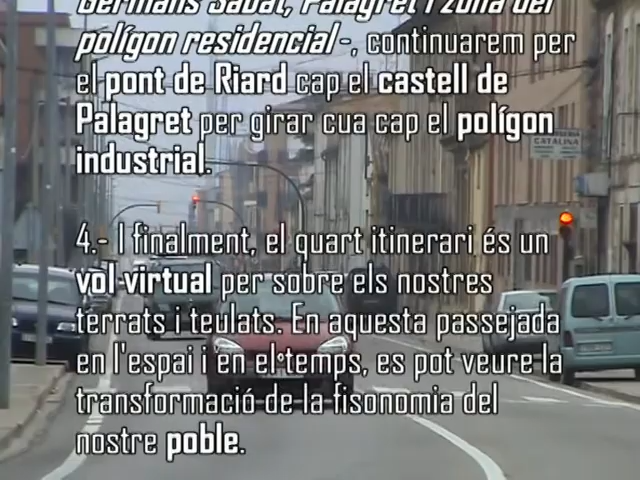 Germans Sabat, Palagret i zona del
polígon residencial -, continuarem per
el pont de Riard cap el castell de
Palagret per girar cua cap el polígon
industrial.
CATALINA
4.- I finalment, el quart itinerari és un
vol virtual per sobre els nostres
terrats i teulats. En aquesta passejada
en l'espai i en el temps, es pot veure la
transformació de la fisonomia del
nostre poble.